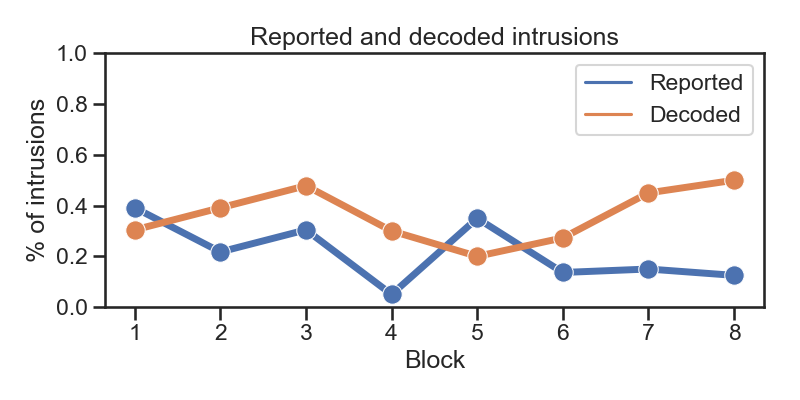 Reported and decoded intrusions
% of intrusions
1.0
0.8
0.6
0.4
0.2
0.0
Reported
Decoded
1 2 3 4 5 6 7 8
Block